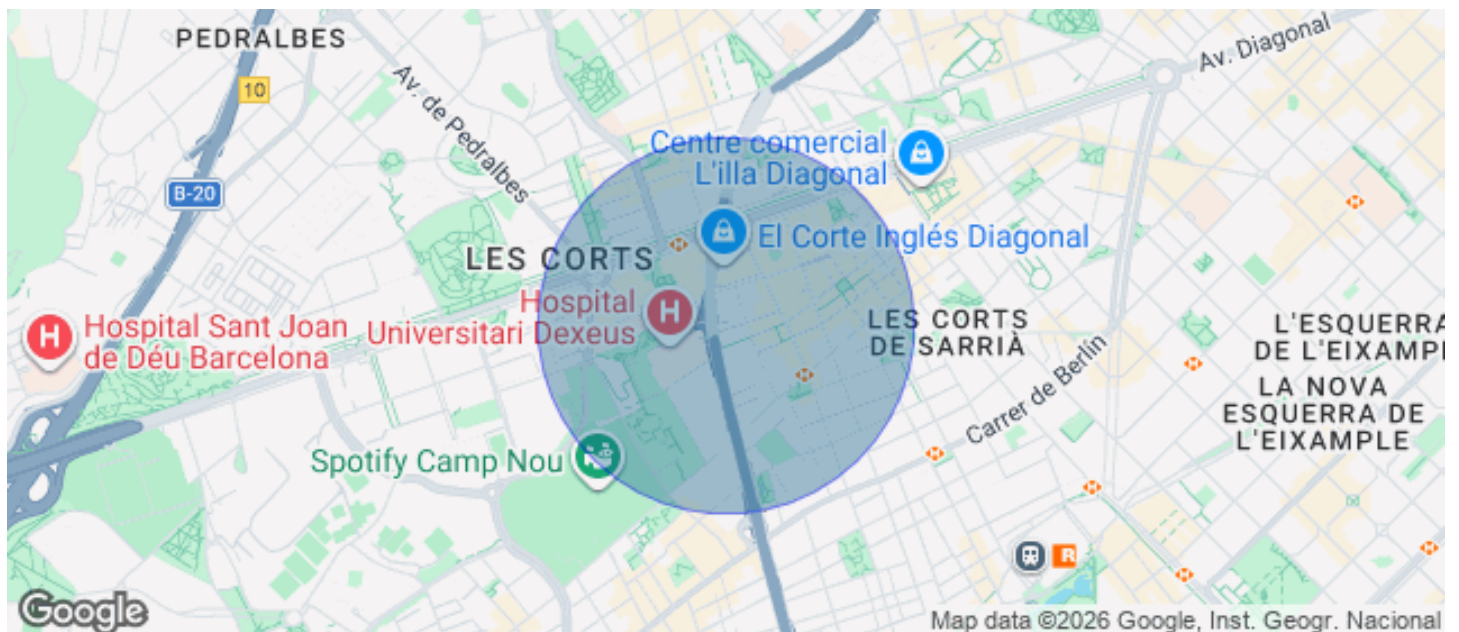 PEDRALBES
10
Av. de Pedralbes
B-20
Av. Diagonal
Centre comercial
L'illa Diagonal
El Corte Inglés Diagonal
LES CORTS
Hospital
Universitari Dexeus
H
H
Hospital Sant Joan
de Déu Barcelona
LES CORTS
DE SARRIÀ
L'ESQUERRA
DE L'EIXAMPL
LA NOVA
ESQUERRA DE
L'EIXAMPLE
Carrer de Berlín
Spotify Camp Nou
R
Google
Map data ©2026 Google, Inst. Geogr. Nacional